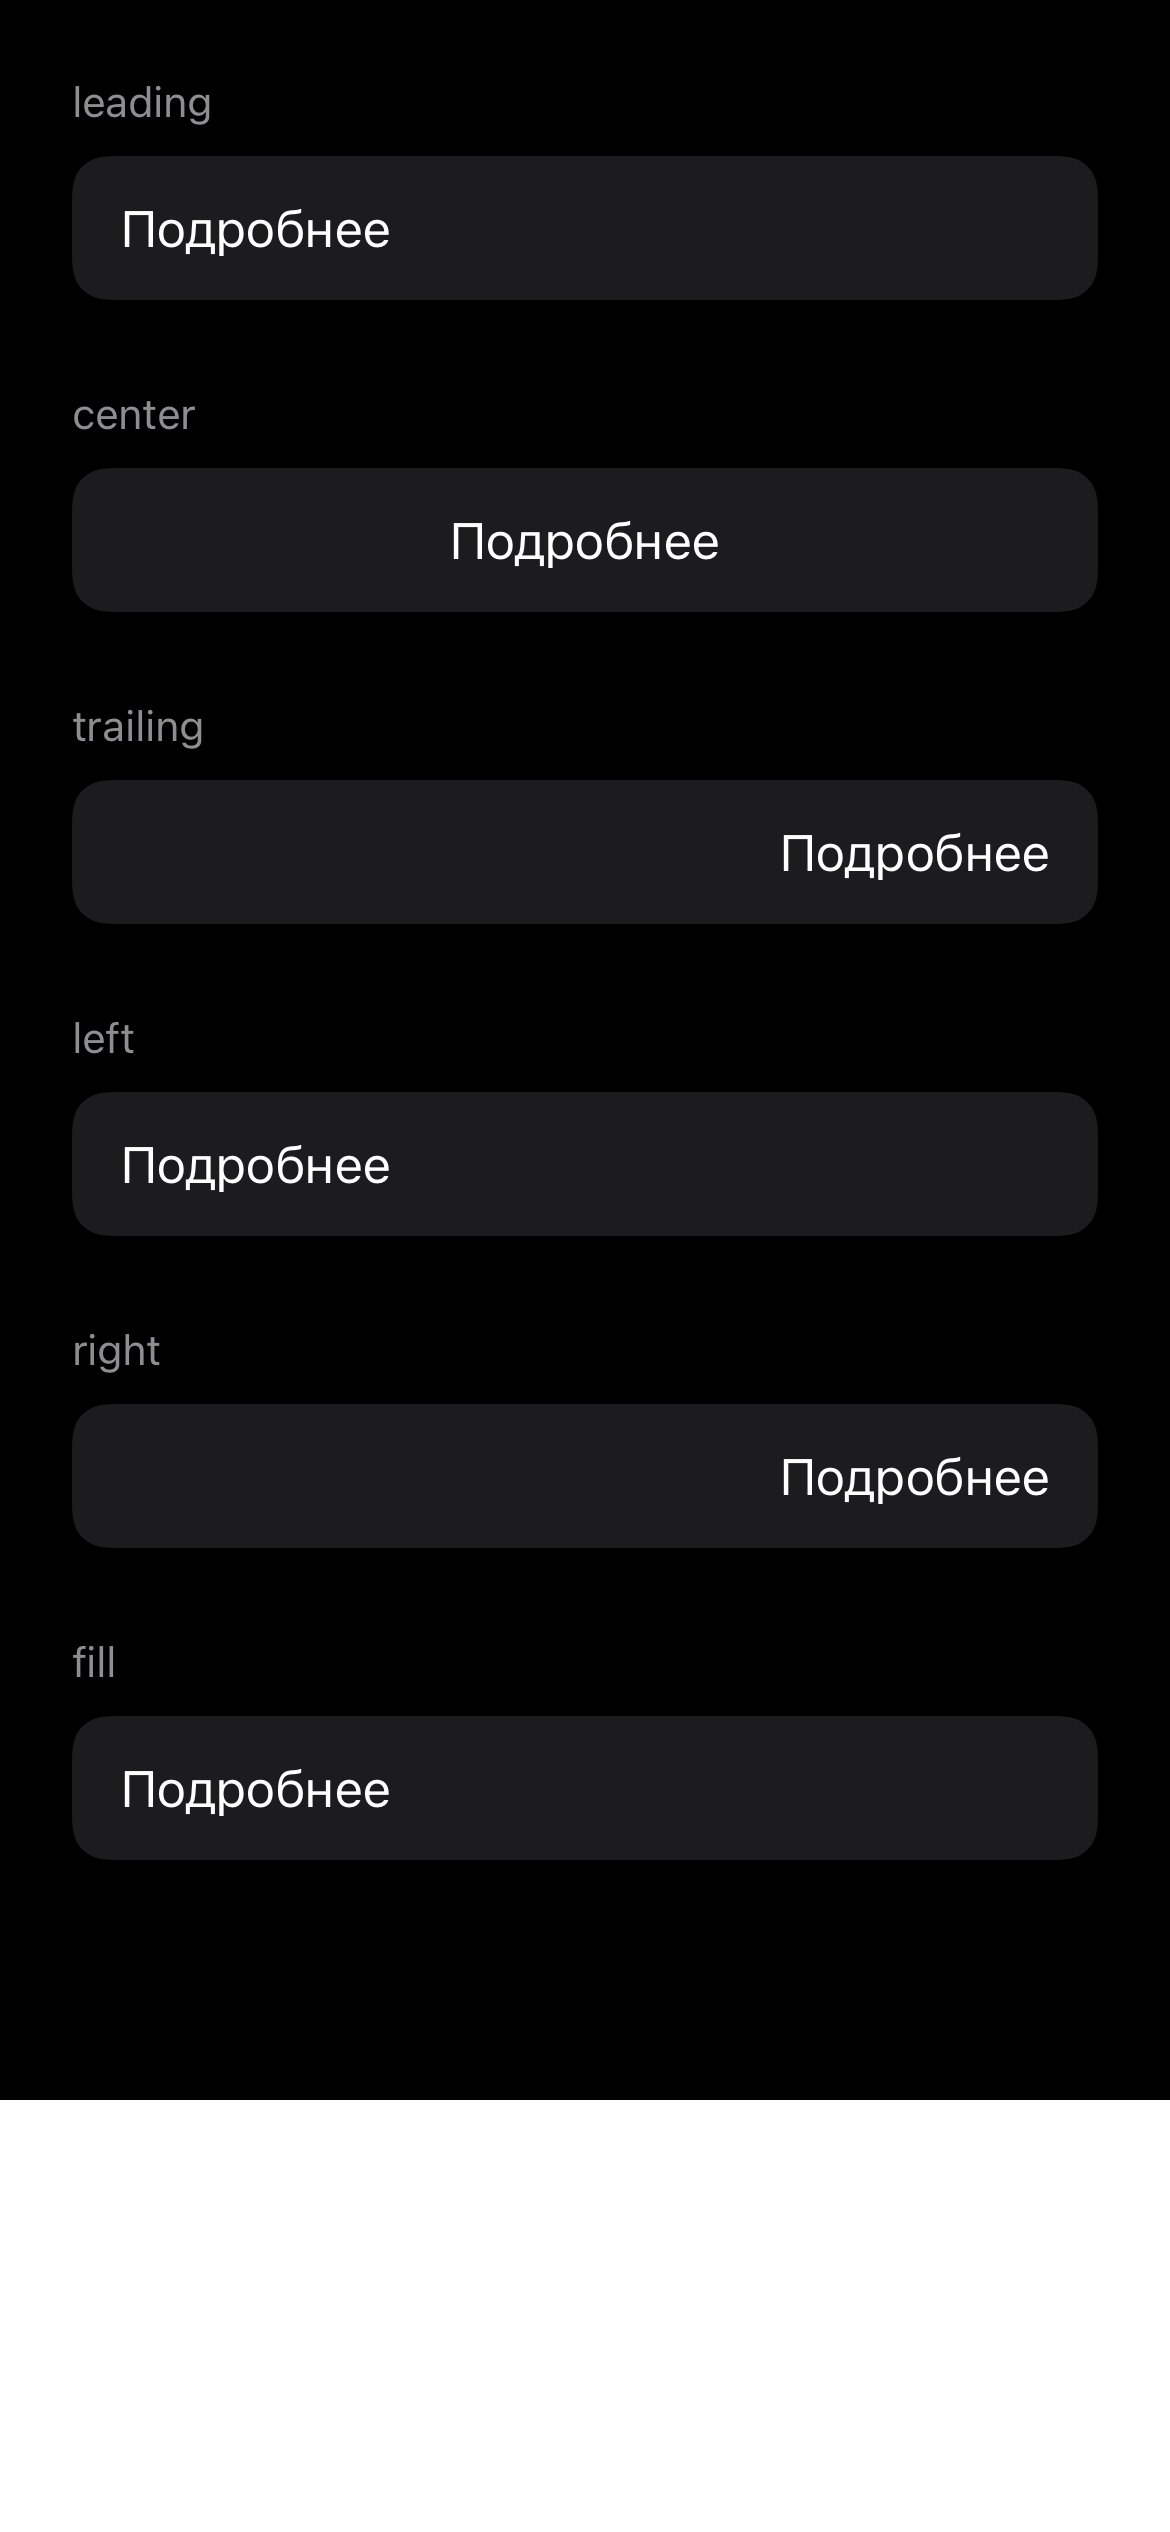 leading
Подробнее
center
Подробнее
trailing
Подробнее
left
Подробнее
right
Подробнее
fill
Подробнее